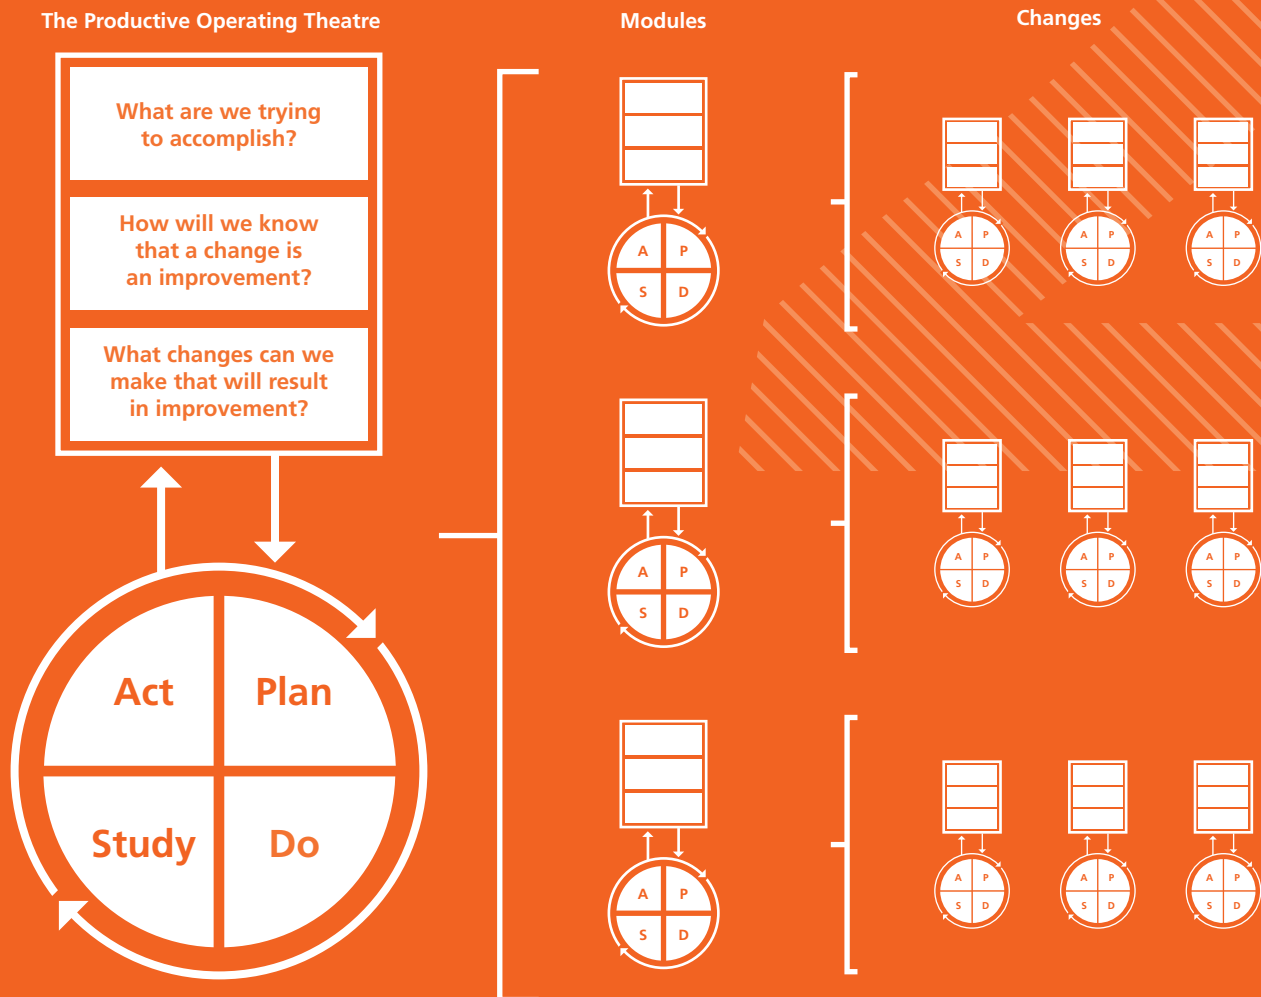 The Productive Operating Theatre
Modules
Changes
What are we trying
to accomplish?
How will we know
that a change is
an improvement?
What changes can we
make that will result
in improvement?
Act
Plan
Study
Do
A P
S D
A P
S D
A P
S D
A P
S D
A P
S D
A P
S D
A P
S D
A P
S D
A P
S D
A P
S D
A P
S D
A P
S D